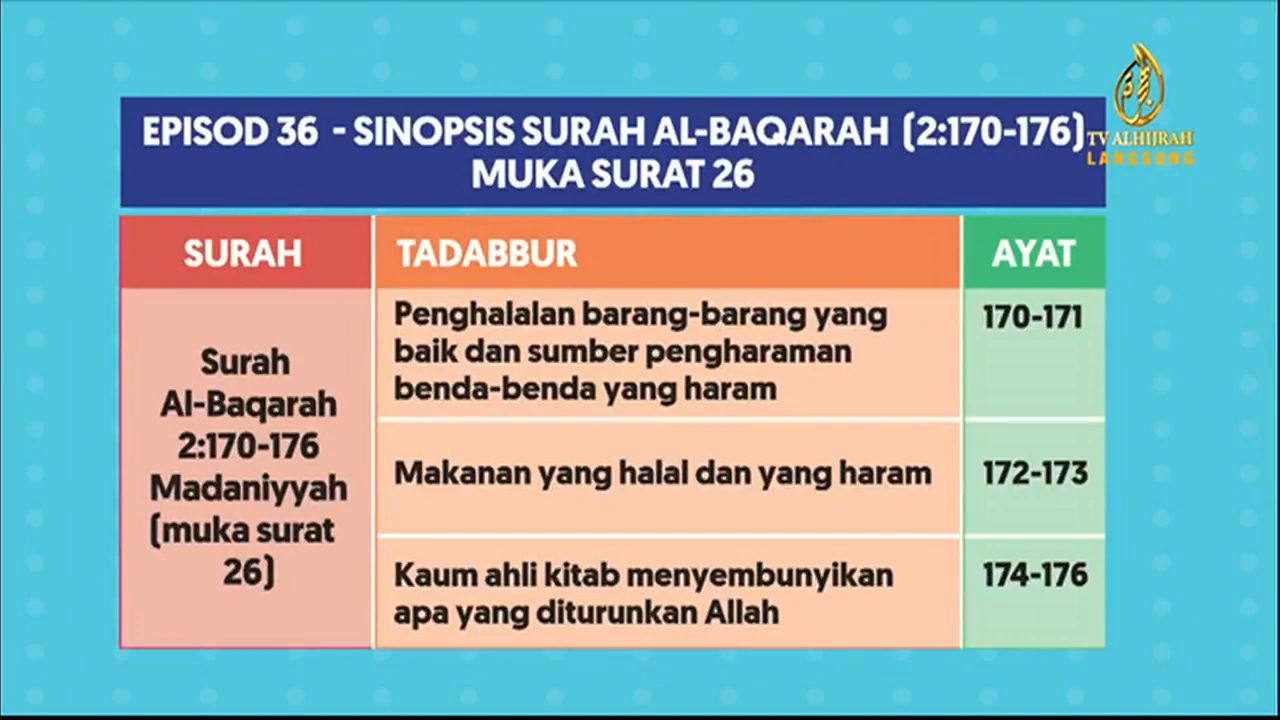 EPISOD 36 - SINOPSIS SURAH AL-BAQARAH (2:170-176)
MUKA SURAT 26
TV ALHIJRAH
LANGSUNG
SURAH
TADABBUR
AYAT
Surah
Al-Baqarah
2:170-176
Madaniyyah
(muka surat
26)
Penghalalan barang-barang yang
baik dan sumber pengharaman
benda-benda yang haram
170-171
Makanan yang halal dan yang haram
172-173
Kaum ahli kitab menyembunyikan
apa yang diturunkan Allah
174-176